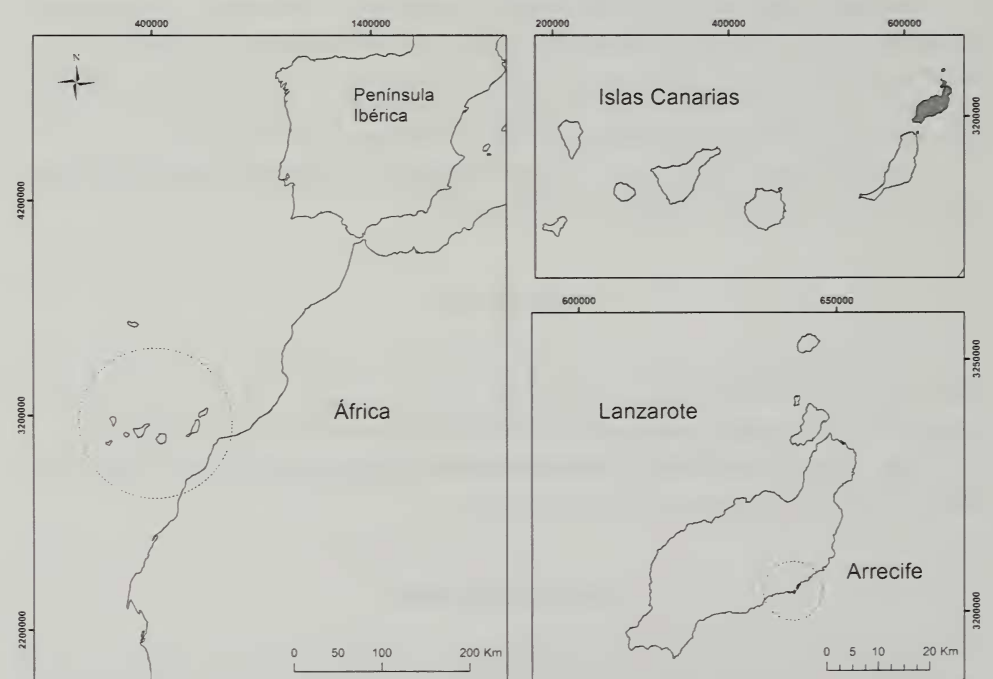 400000 1400000
N
Península
Ibérica
4200000
3200000
2200000
África
0 50 100 200 Km
200000 400000 600000
Islas Canarias
3200000
600000 650000
Lanzarote
3250000
Arrecife
3200000
0 5 10 20 Km